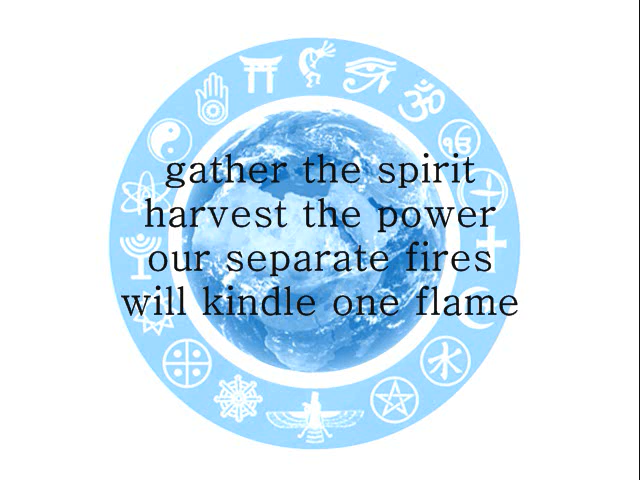 gather the spirit
harvest the power
our separate fires
will kindle one flame